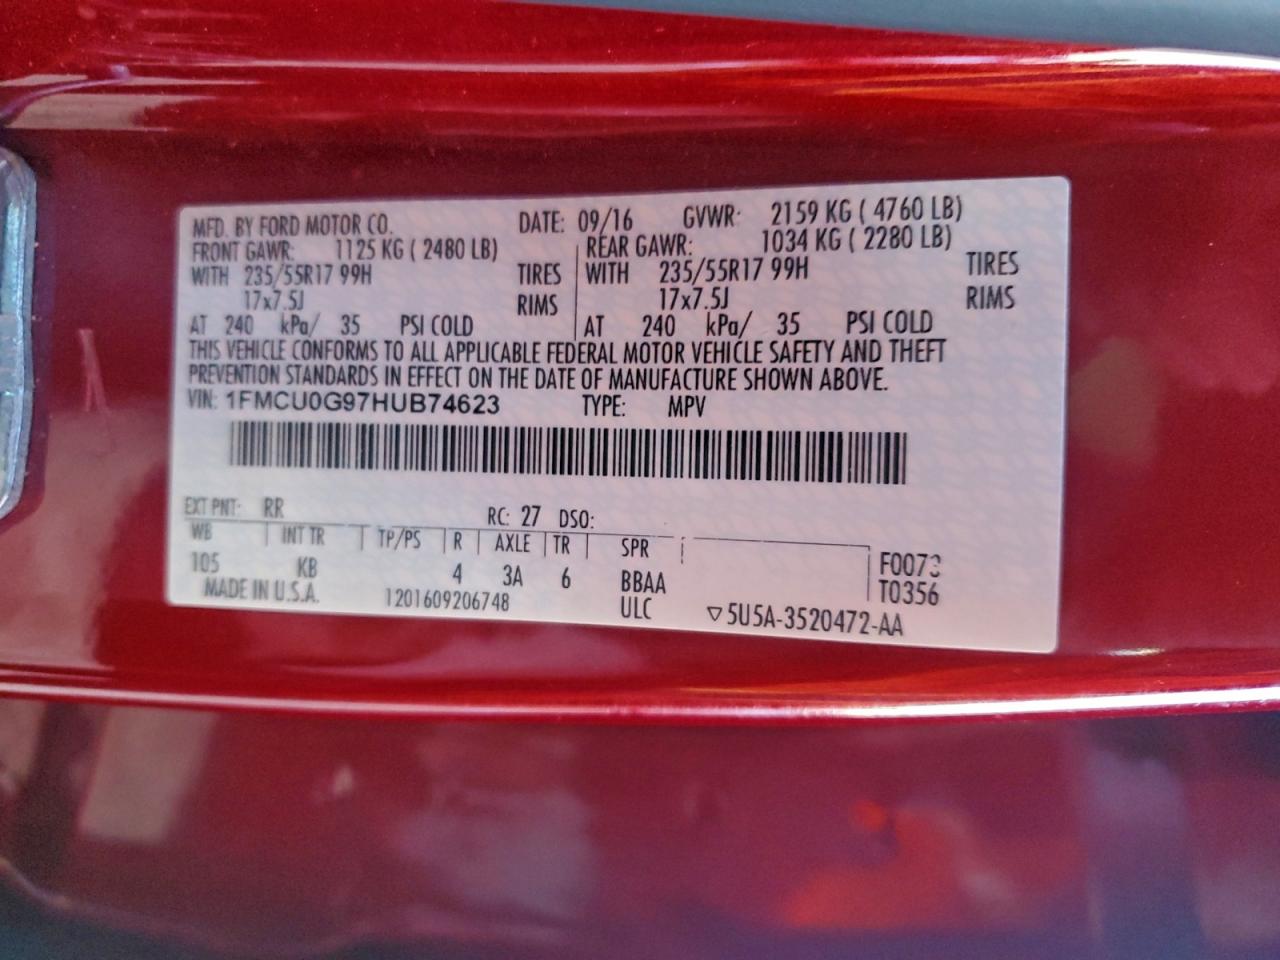 MFD. BY FORD MOTOR CO. DATE: 09/16 GVWR: 2159 KG ( 4760 LB)
FRONT GAWR: 1125 KG ( 2480 LB) REAR GAWR: 1034 KG ( 2280 LB)
WITH 235/55R17 99H TIRES WITH 235/55R17 99H TIRES
17x7.5J RIMS 17x7.5J RIMS
AT 240 kPa/ 35 PSI COLD AT 240 kPa/ 35 PSI COLD
THIS VEHICLE CONFORMS TO ALL APPLICABLE FEDERAL MOTOR VEHICLE SAFETY AND THEFT
PREVENTION STANDARDS IN EFFECT ON THE DATE OF MANUFACTURE SHOWN ABOVE.
VIN: 1FMCU0G97HUB74623 TYPE: MPV
EXT PNT: RR RC: 27 DSO:
WB INT TR TP/PS R AXLE TR SPR
105 KB 4 3A 6 BBAA
MADE IN U.S.A. 1201609206748 ULC ▽5U5A-3520472-AA
T0356